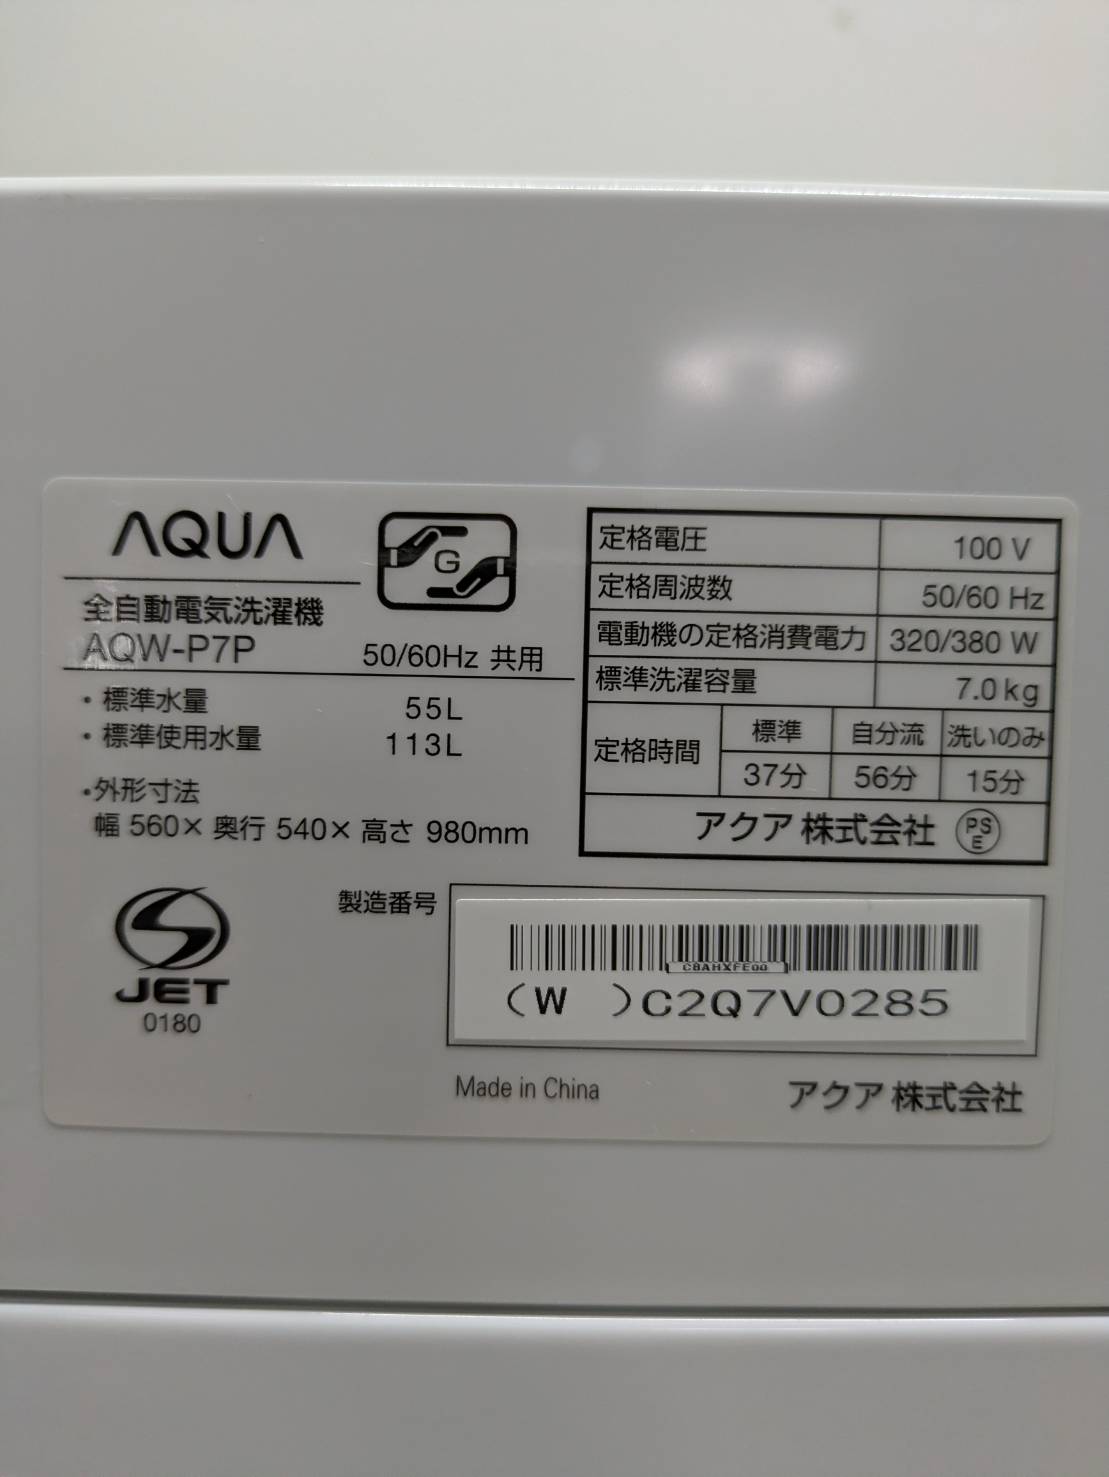 AQUA
G
全自動電気洗濯機
AQW-P7P 50/60Hz 共用
・標準水量 55L
・標準使用水量 113L
・外形寸法
幅 560× 奥行 540× 高さ 980mm
定格電圧 100 V
定格周波数 50/60 Hz
電動機の定格消費電力 320/380 W
標準洗濯容量 7.0kg
定格時間 標準 自分流 洗いのみ
37分 56分 15分
アクア 株式会社 PSE
JET
0180
製造番号
C8AHXFE00
(W )C2Q7V0285
Made in China
アクア 株式会社